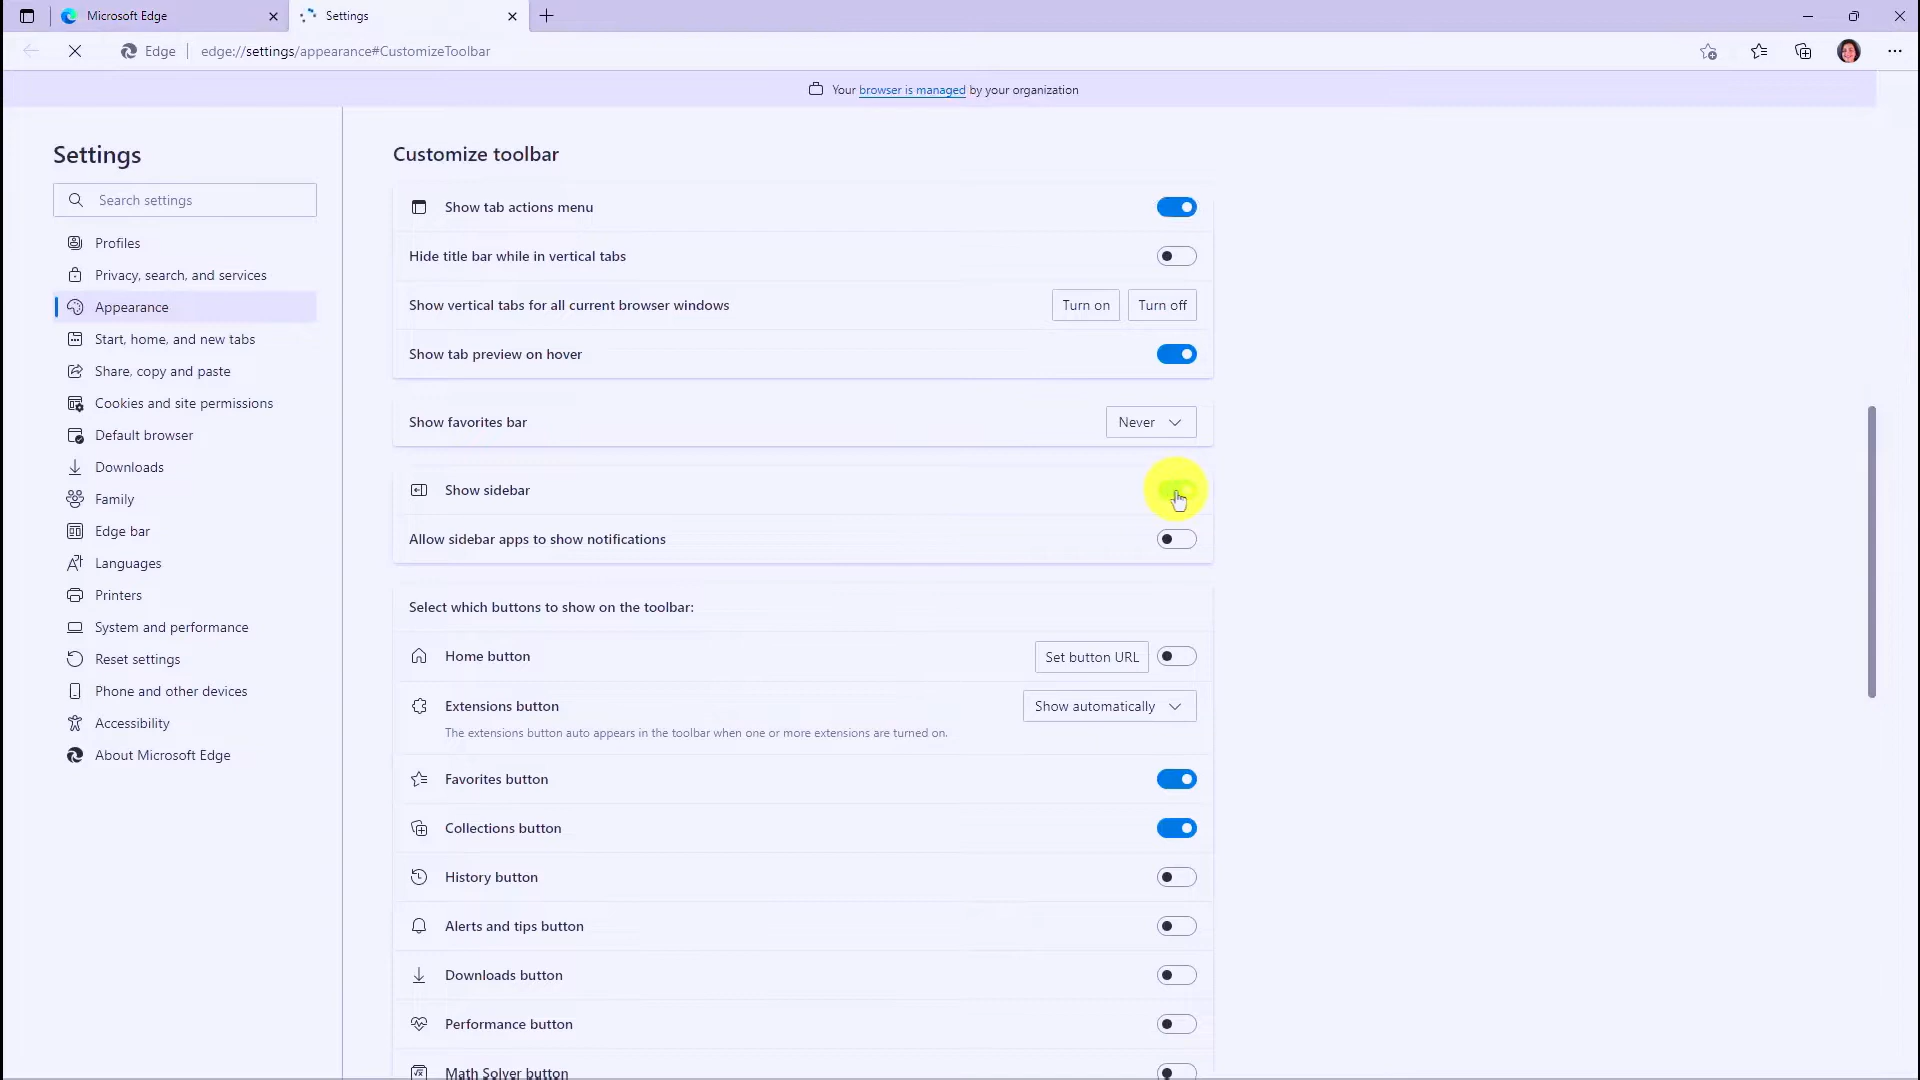 Microsoft Edge
Settings
Edge
edge://settings/appearance#CustomizeToolbar
Your browser is managed by your organization
Settings
Search settings
Profiles
Privacy, search, and services
Appearance
Start, home, and new tabs
Share, copy and paste
Cookies and site permissions
Default browser
Downloads
Family
Edge bar
Languages
Printers
System and performance
Reset settings
Phone and other devices
Accessibility
About Microsoft Edge
Customize toolbar
Show tab actions menu
Hide title bar while in vertical tabs
Show vertical tabs for all current browser windows Turn on Turn off
Show tab preview on hover
Show favorites bar Never
Show sidebar
Allow sidebar apps to show notifications
Select which buttons to show on the toolbar:
Home button Set button URL
Extensions button Show automatically
The extensions button auto appears in the toolbar when one or more extensions are turned on.
Favorites button
Collections button
History button
Alerts and tips button
Downloads button
Performance button
Math Solver button